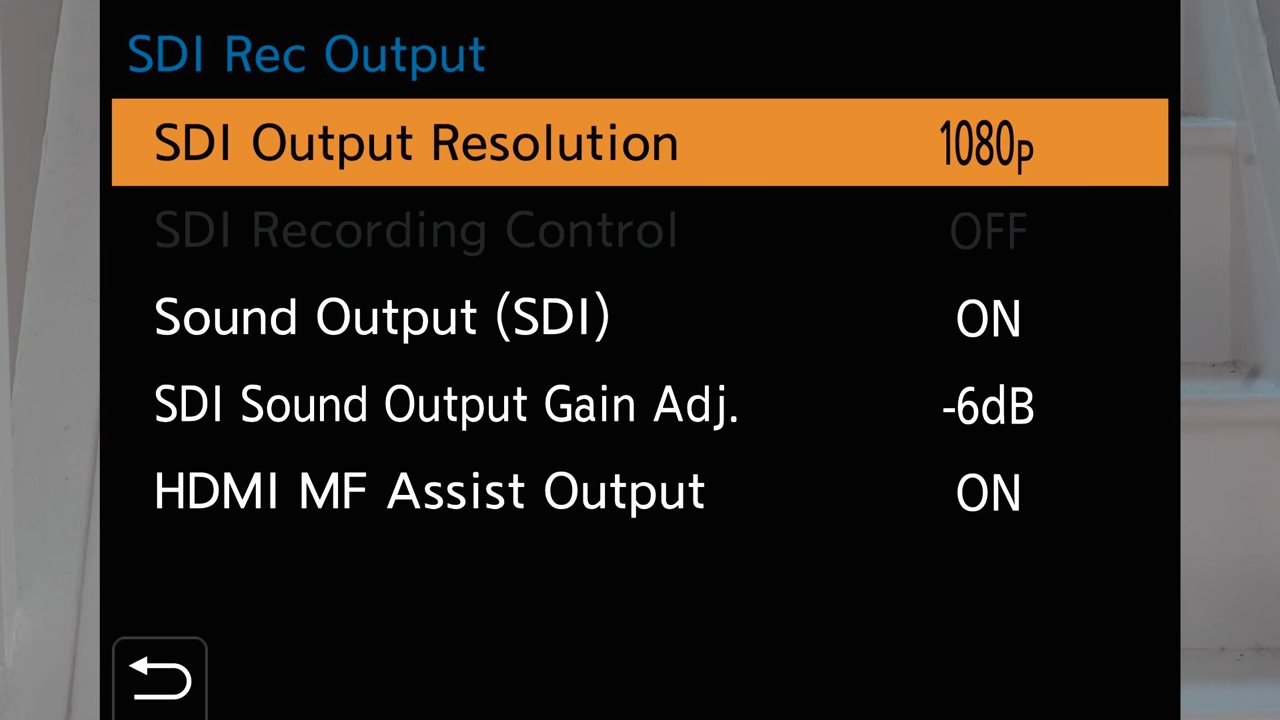 SDI Rec Output
SDI Output Resolution 1080p
SDI Recording Control OFF
Sound Output (SDI) ON
SDI Sound Output Gain Adj. -6dB
HDMI MF Assist Output ON